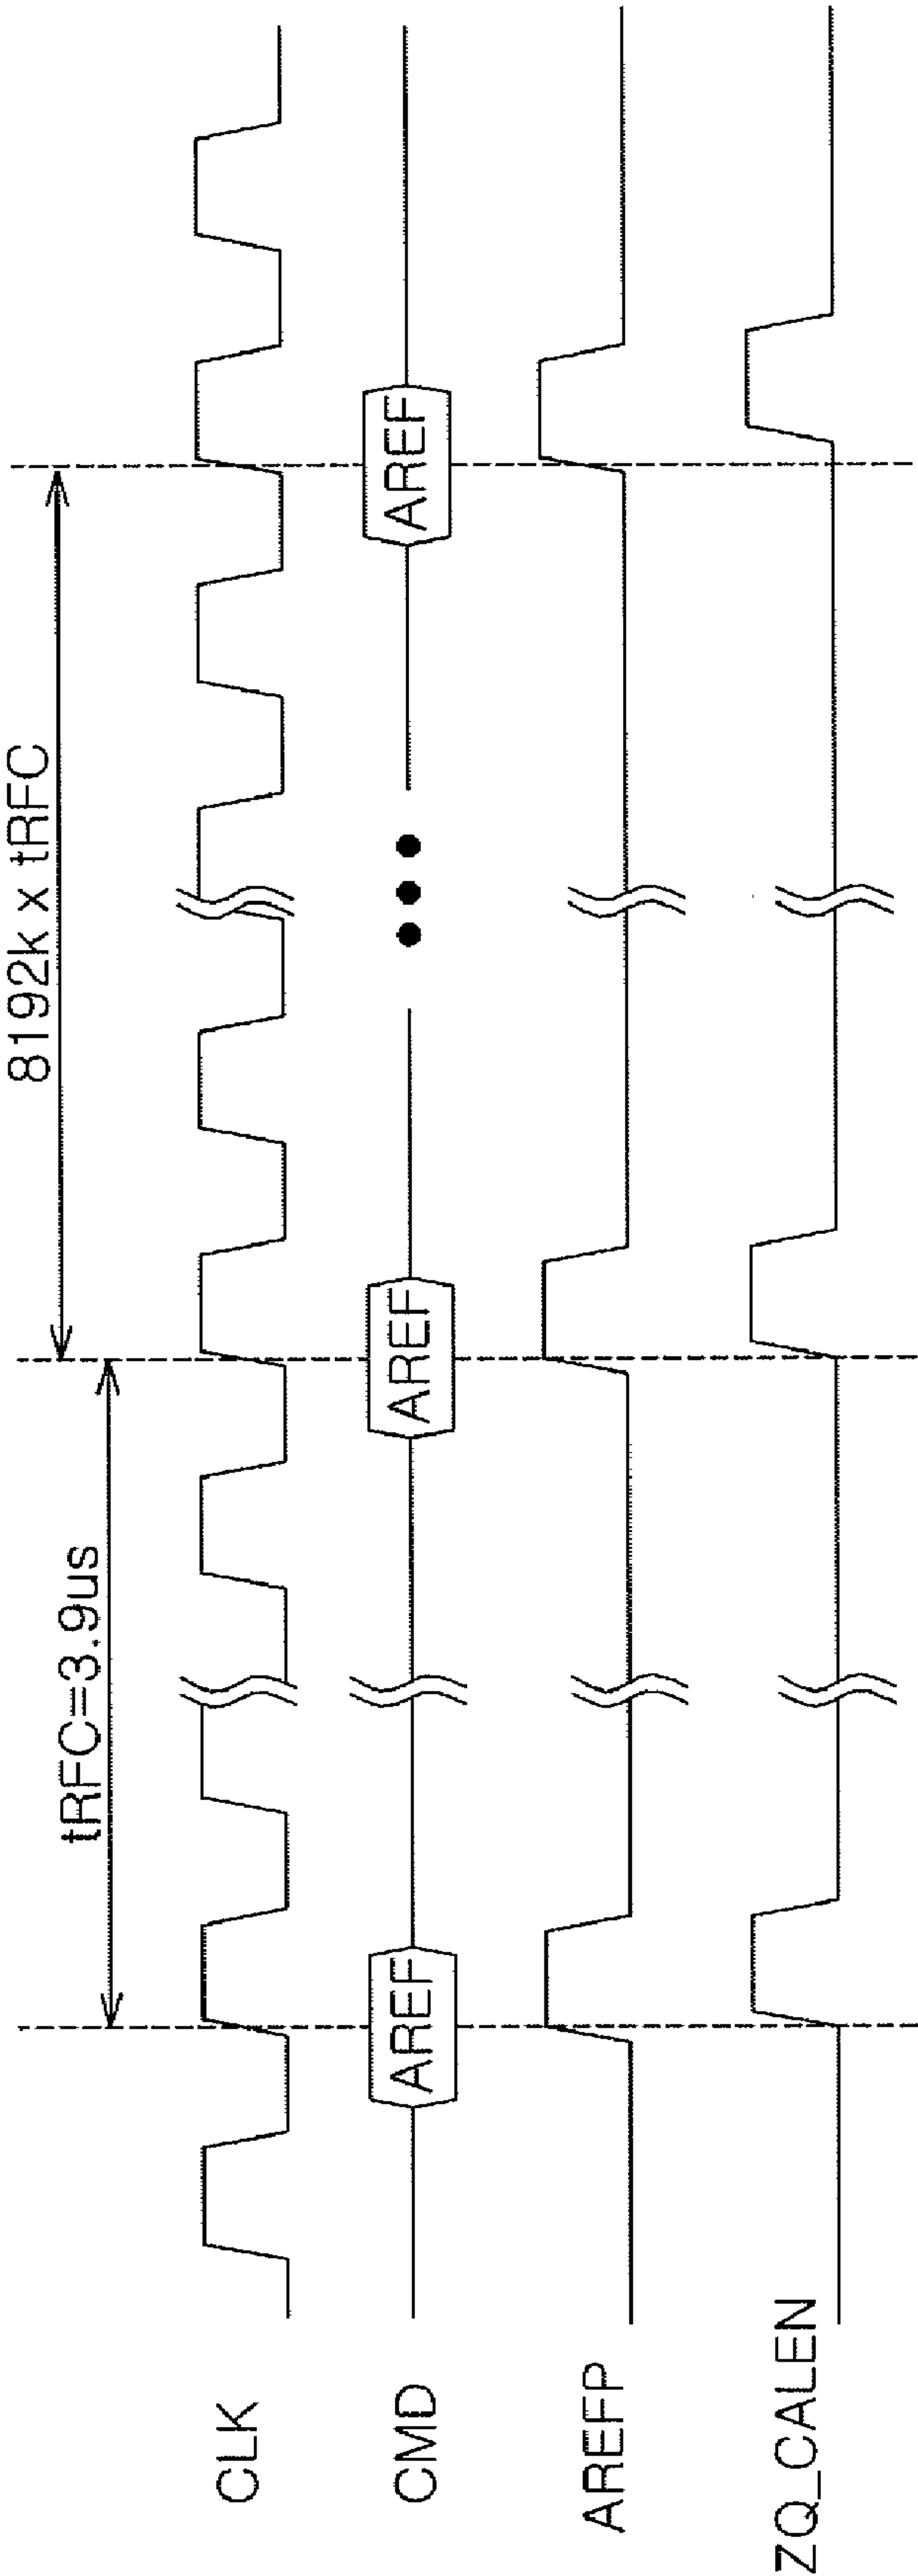 8192k x tRFC
tRFC=3.9us
CLK
CMD
AREF
AREF
AREF
AREFP
ZQ_CALEN